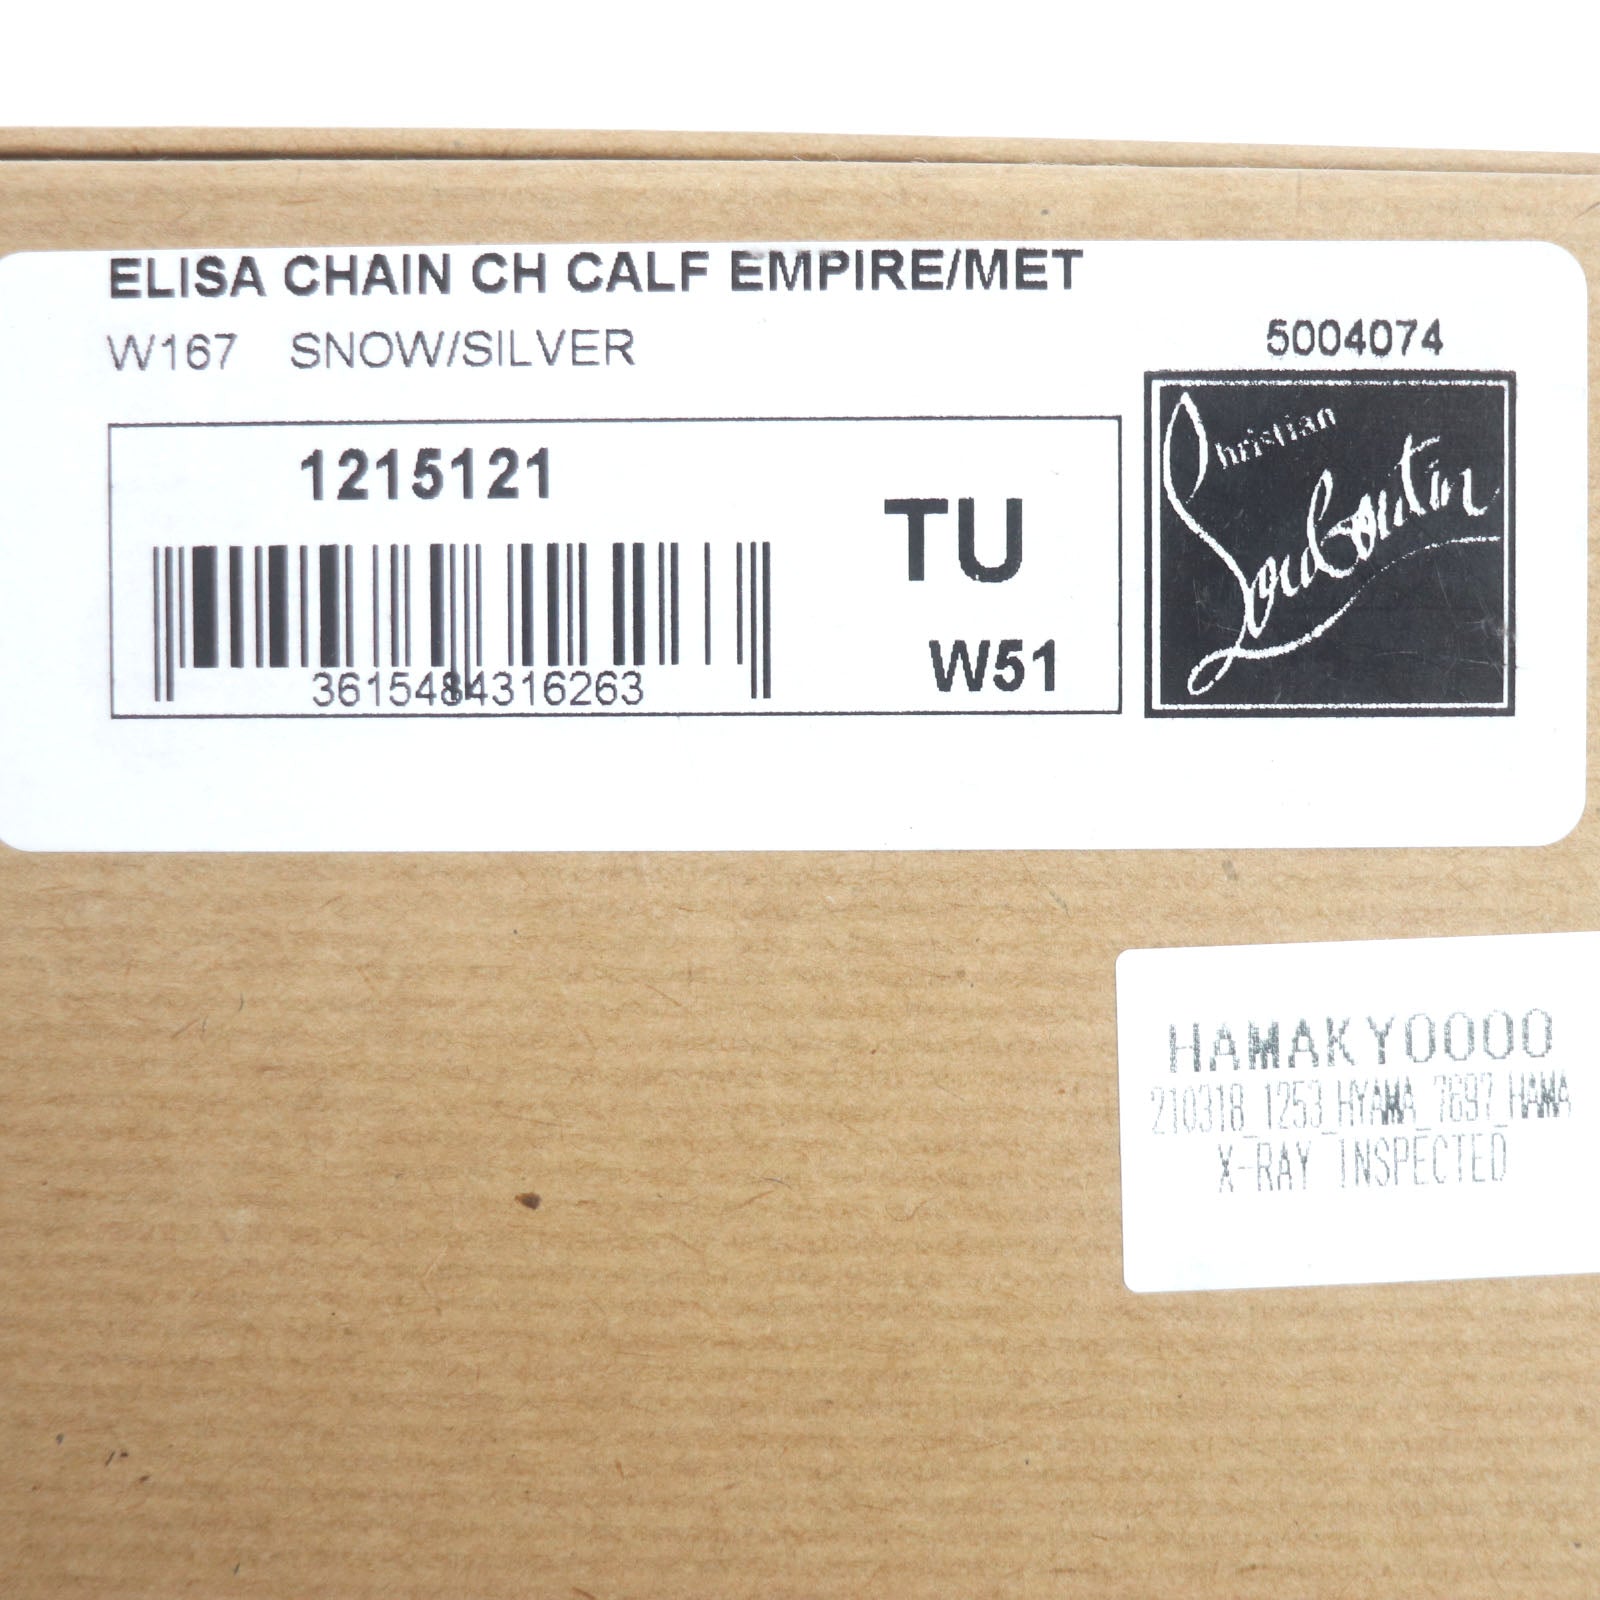 ELISA CHAIN CH CALF EMPIRE/MET
W167 SNOW/SILVER
5004074
1215121
TU
W51
3615484316263
Christian
Louboutin
HAMAKY0000
210318_1253_HYAMA_7697_HAMA
X-RAY INSPECTED